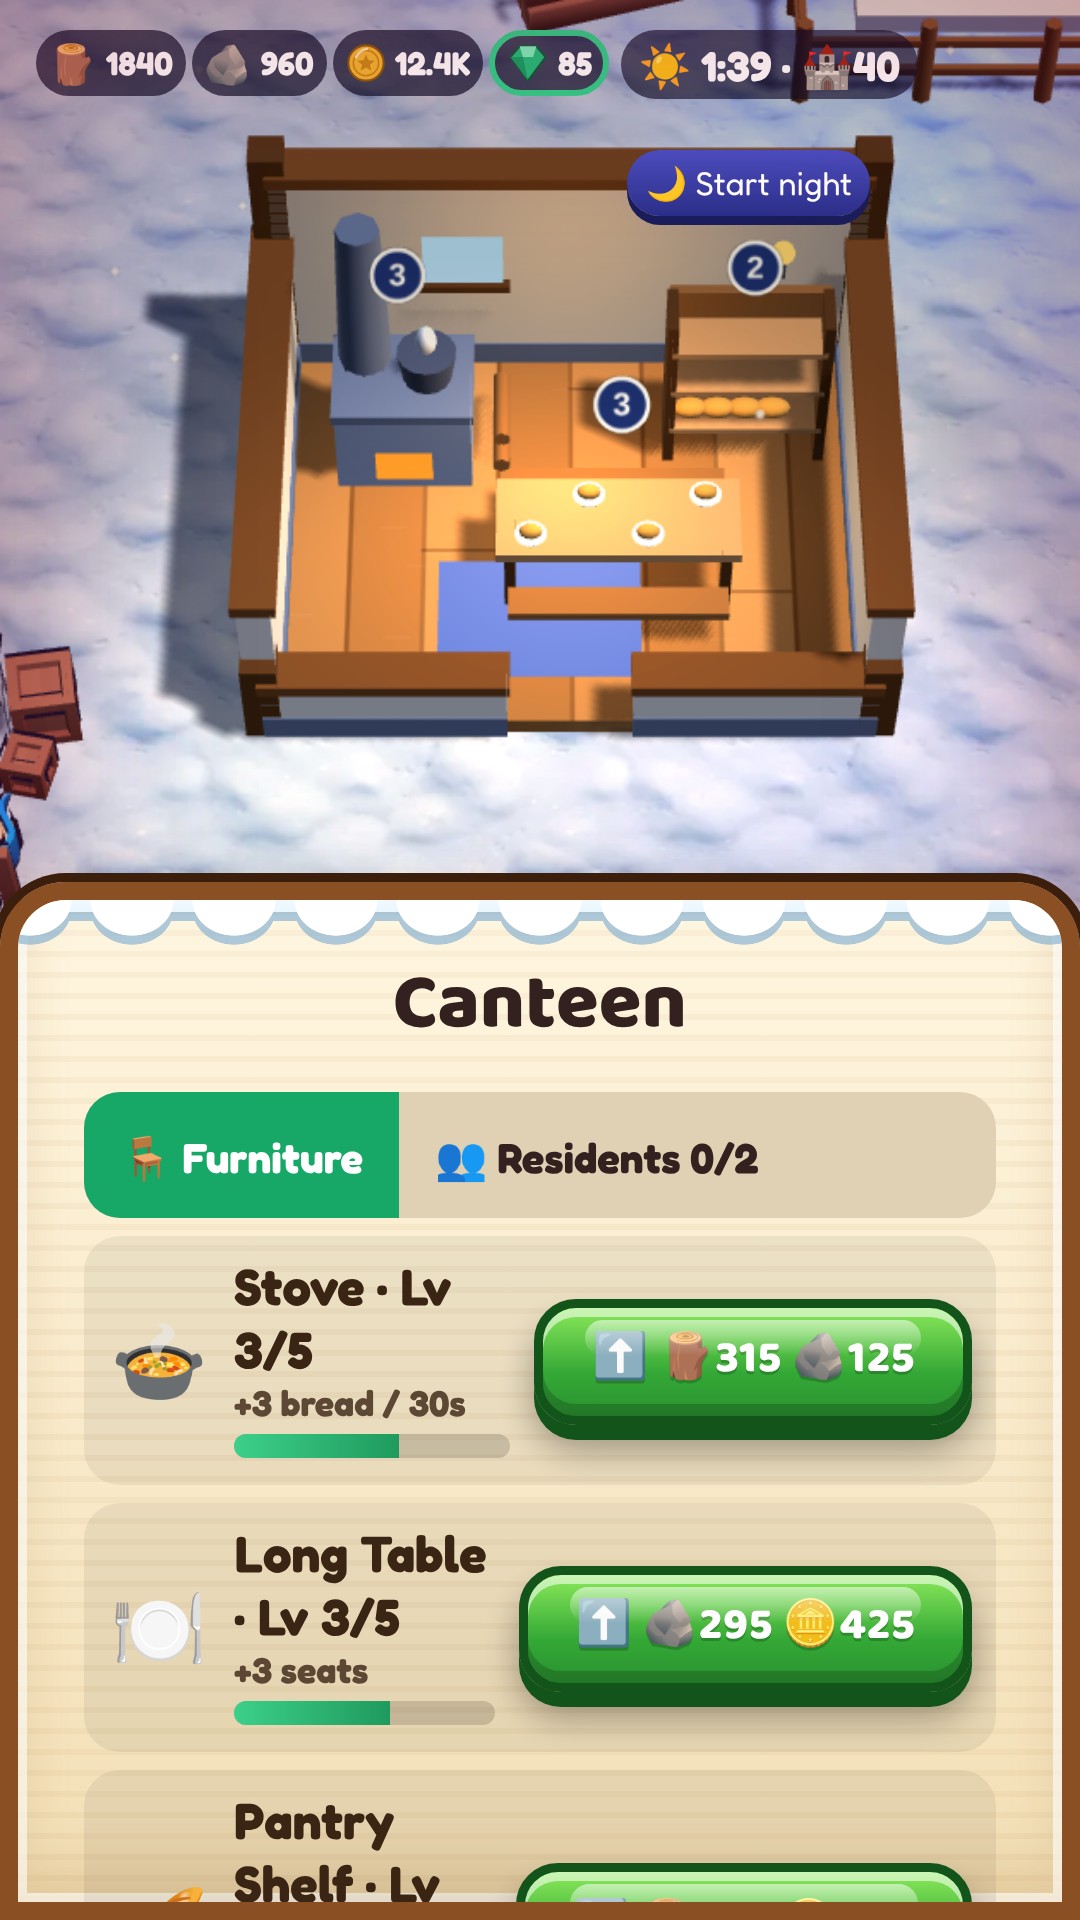 1840 960 12.4K 85 1:39 · 40
Start night
3
2
3
Canteen
Furniture
Residents 0/2
Stove · Lv
3/5
+3 bread / 30s
315 125
Long Table
· Lv 3/5
+3 seats
295 425
Pantry
Shelf · Lv